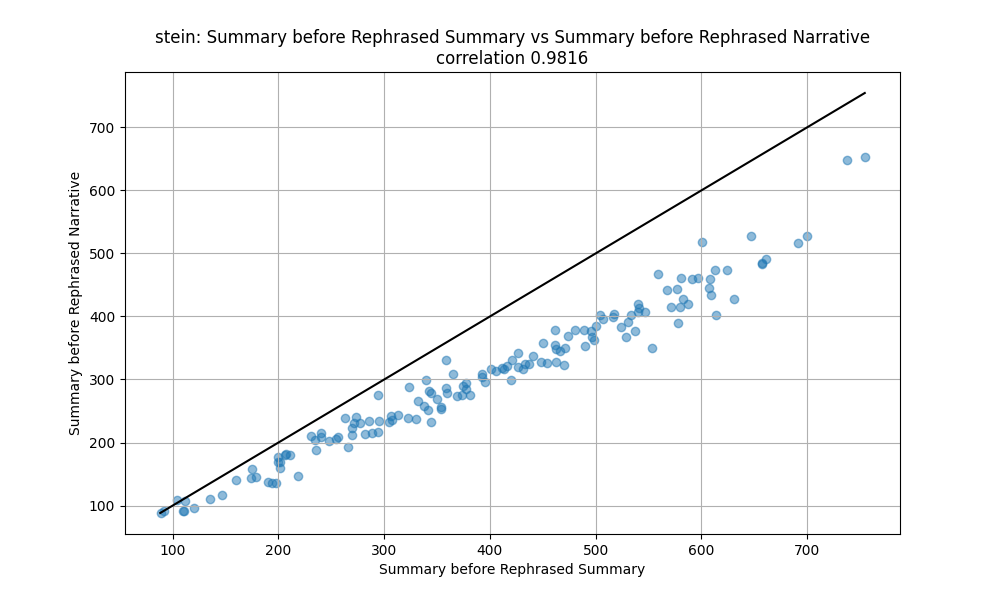 stein: Summary before Rephrased Summary vs Summary before Rephrased Narrative
correlation 0.9816
Summary before Rephrased Narrative
700
600
500
400
300
200
100
100 200 300 400 500 600 700
Summary before Rephrased Summary